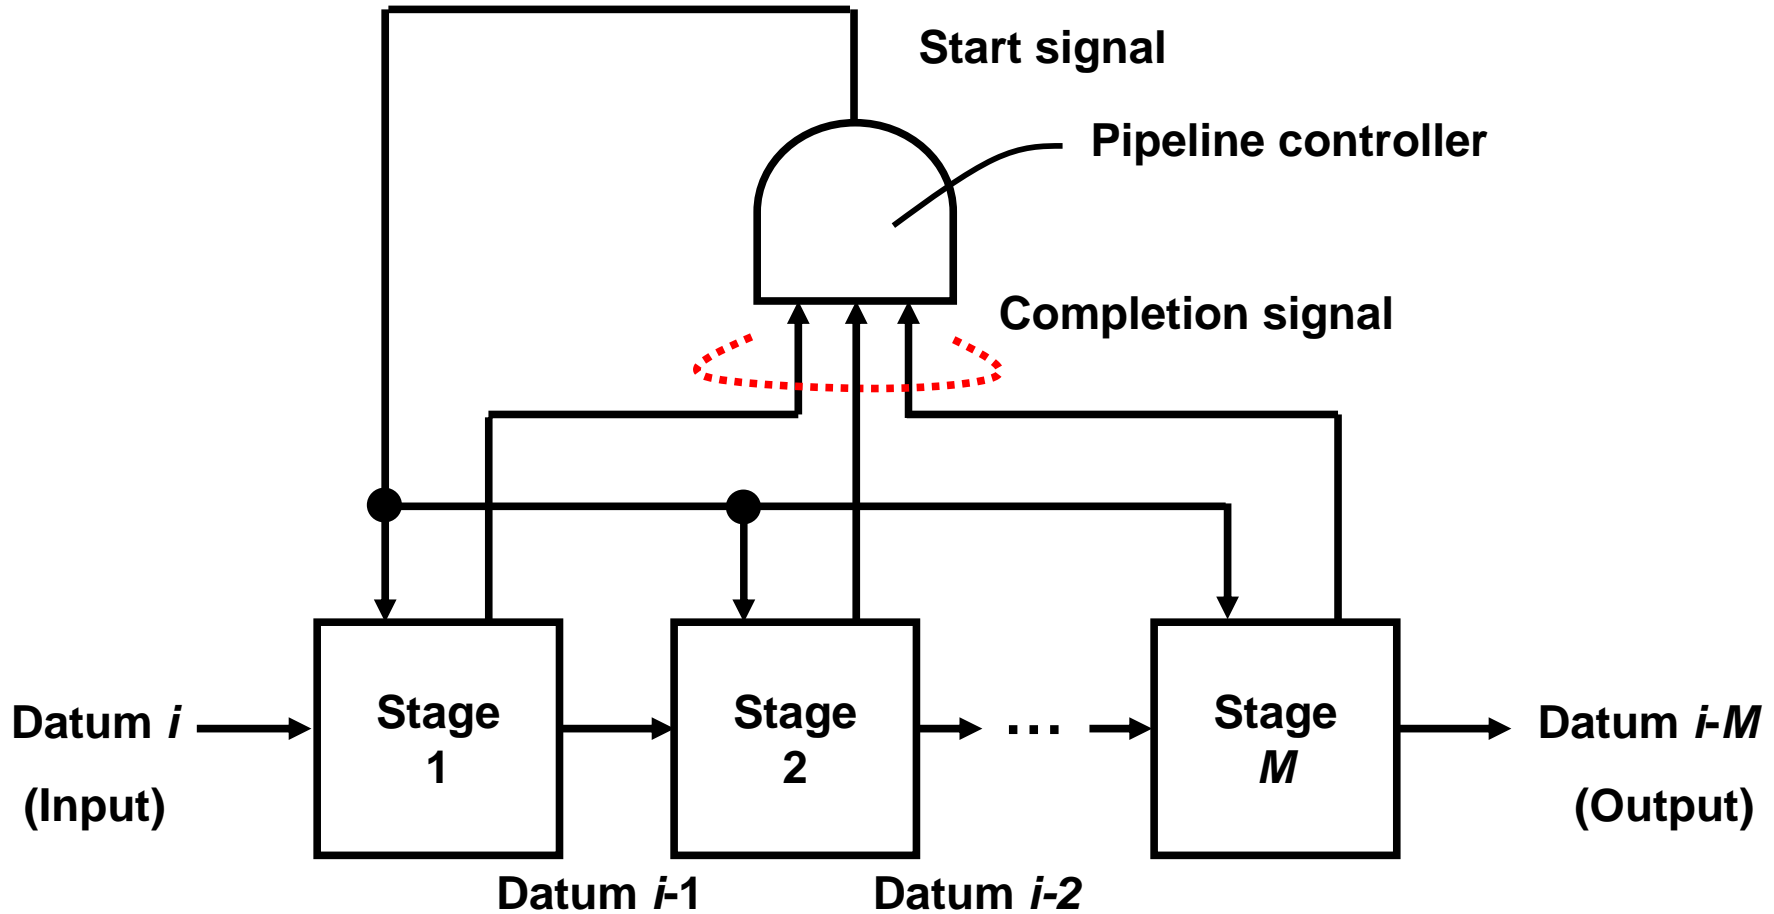 Start signal
Pipeline controller
Completion signal
Datum i
(Input)
Stage
1
Stage
2
...
Stage
M
Datum i-M
(Output)
Datum i-1
Datum i-2